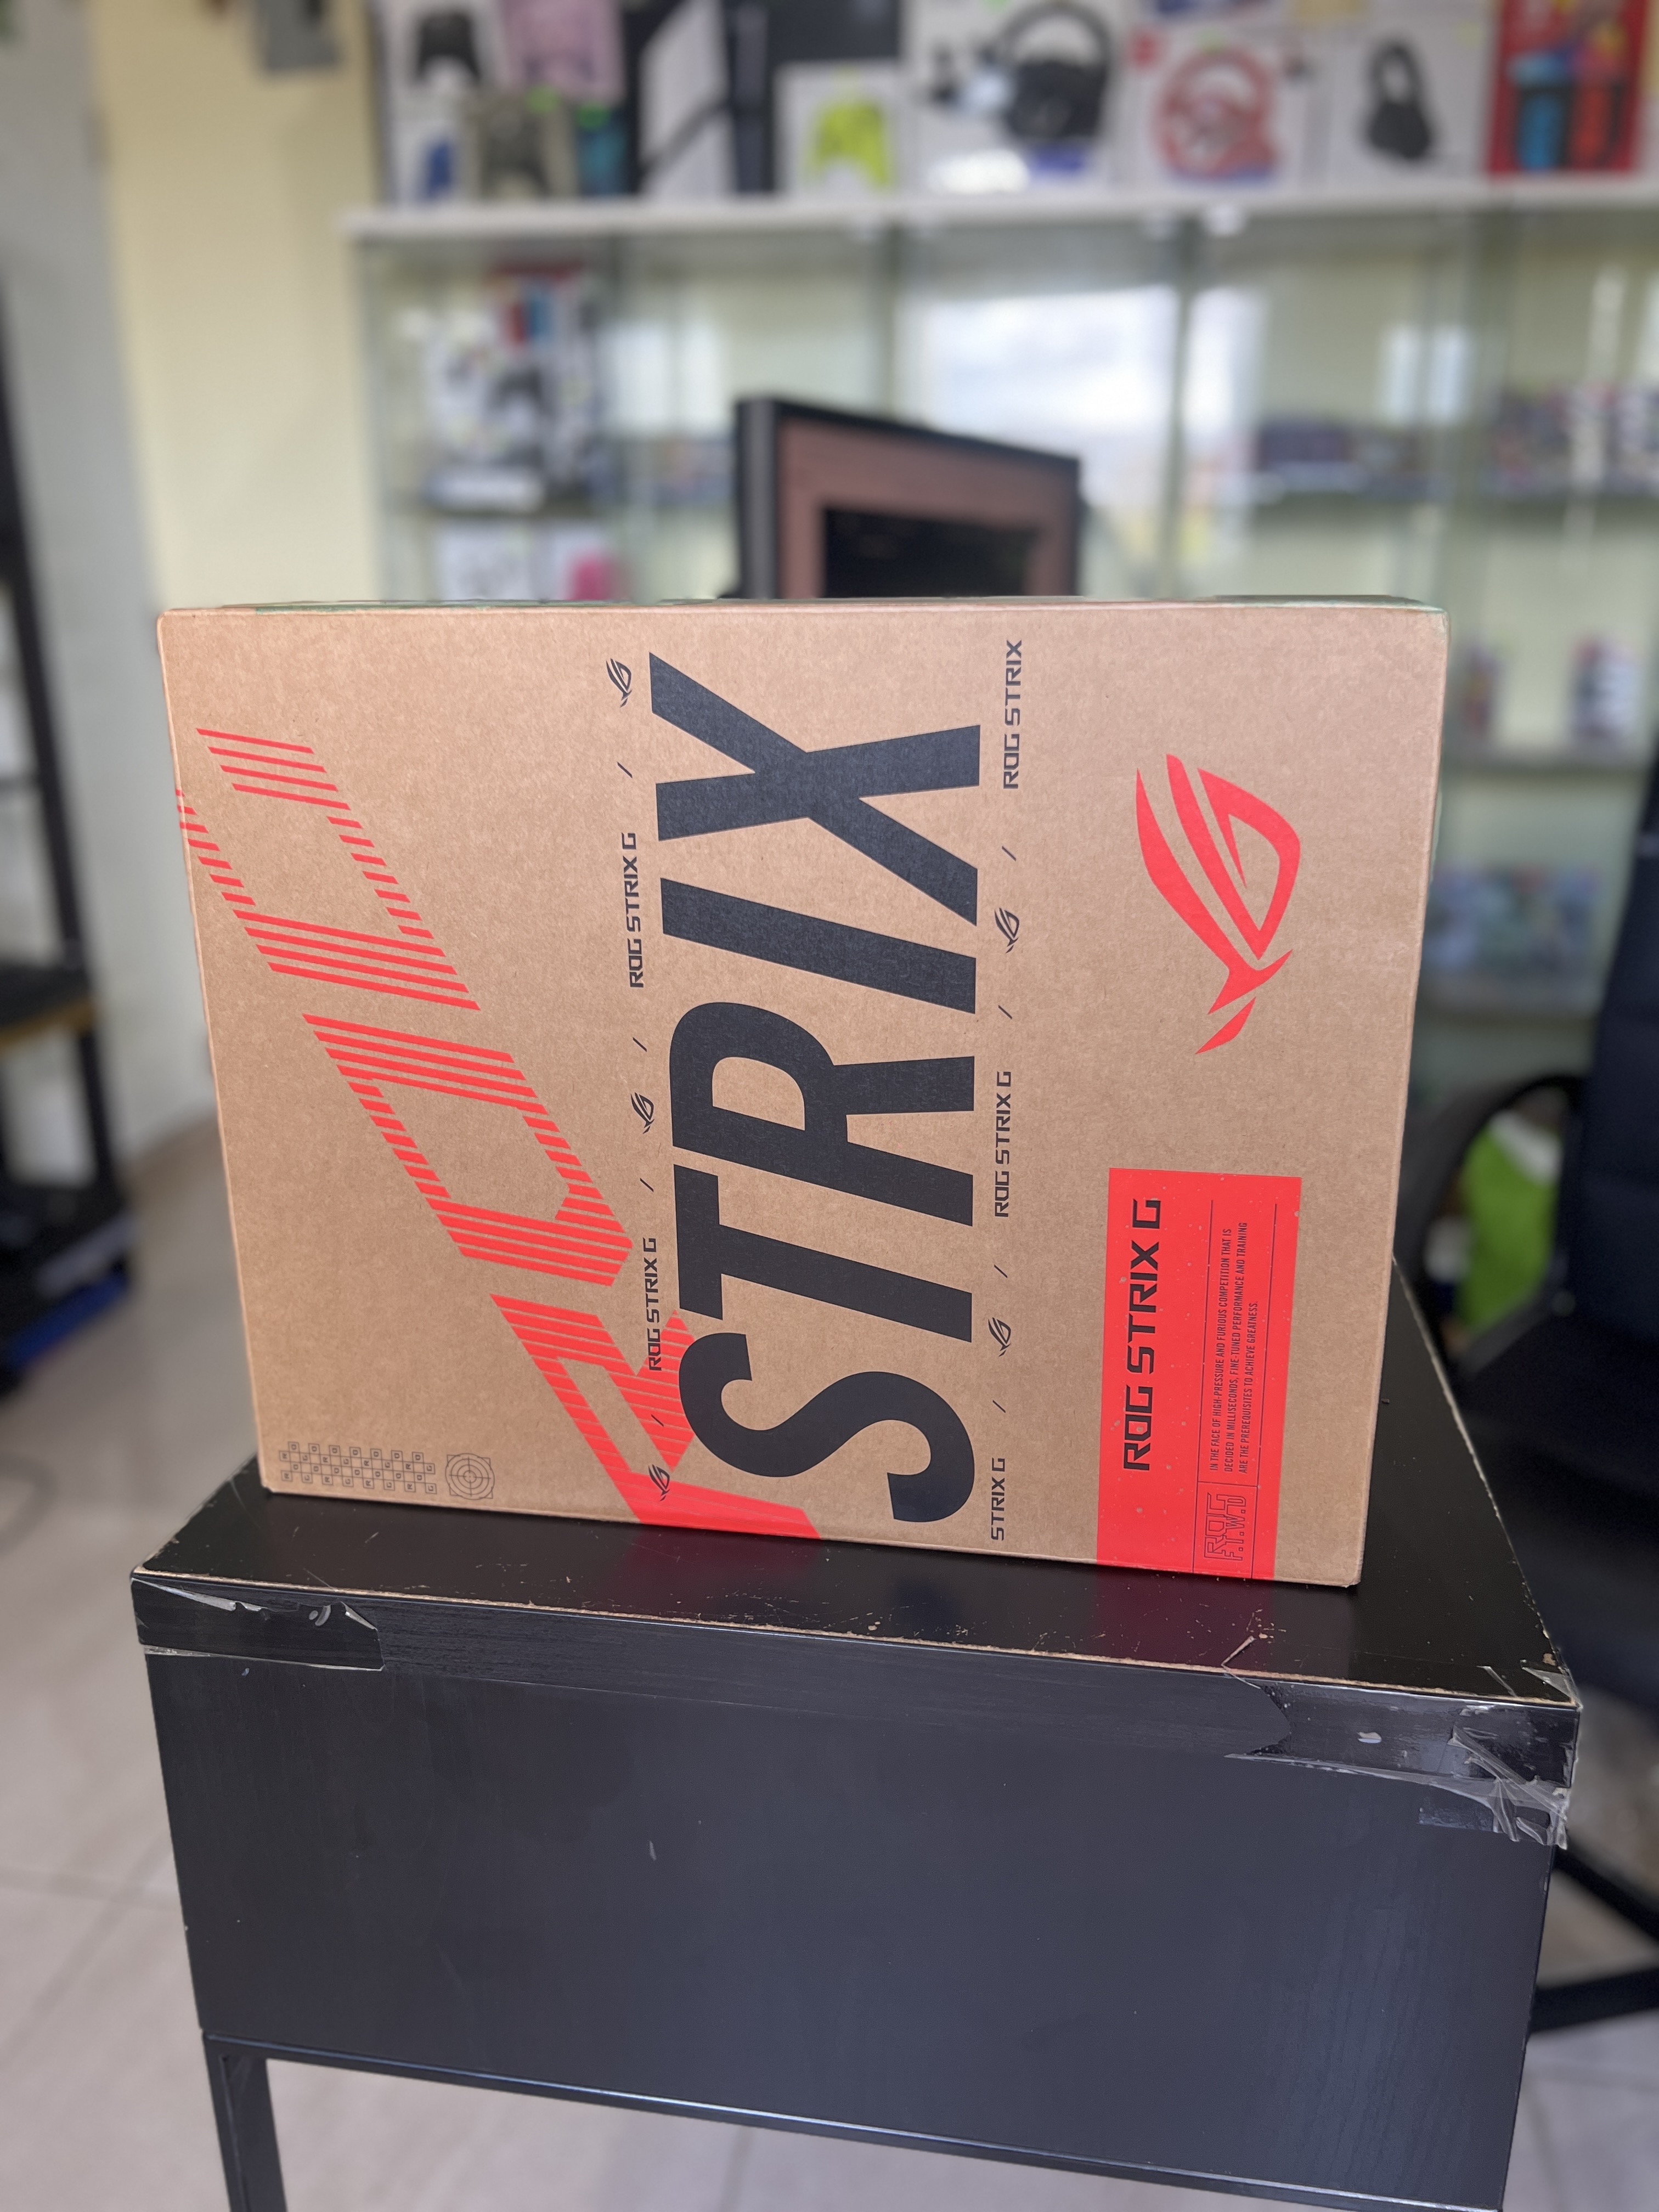 ROG
ROG STRIX G / / ROG STRIX G /
STRIX
STRIX G / / ROG STRIX G / / ROG STRIX
ROG STRIX G
ROG
F.T.W.D
IN THE FACE OF HIGH-PRESSURE AND FURIOUS COMPETITION THAT IS
DECIDED IN MILLISECONDS, FINE-TUNED PERFORMANCE AND TRAINING
ARE THE PREREQUISITES TO ACHIEVE GREATNESS.